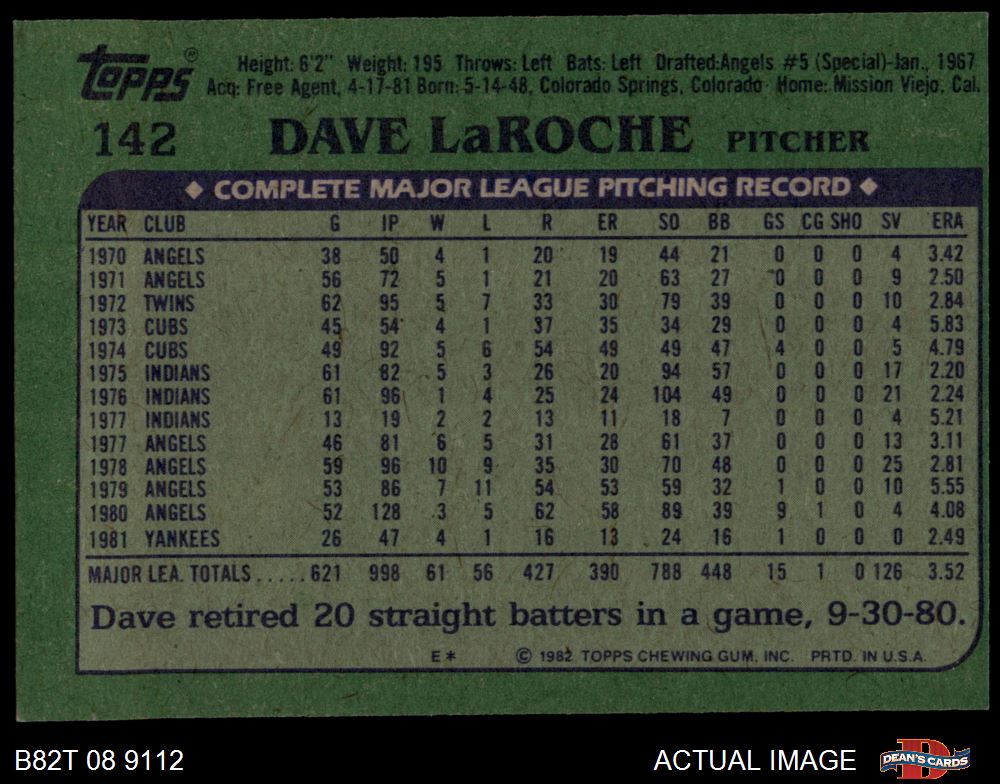 Topps® Height: 6'2" Weight: 195 Throws: Left Bats: Left Drafted: Angels #5 (Special)-Jan., 1967
Acq: Free Agent, 4-17-81 Born: 5-14-48, Colorado Springs, Colorado Home: Mission Viejo, Cal.
142 DAVE LaROCHE PITCHER
◆ COMPLETE MAJOR LEAGUE PITCHING RECORD ◆
YEAR CLUB G IP W L R ER SO BB GS CG SHO SV ERA
1970 ANGELS 38 50 4 1 20 19 44 21 0 0 0 4 3.42
1971 ANGELS 56 72 5 1 21 20 63 27 0 0 0 9 2.50
1972 TWINS 62 95 5 7 33 30 79 39 0 0 0 10 2.84
1973 CUBS 45 54 4 1 37 35 34 29 0 0 0 4 5.83
1974 CUBS 49 92 5 6 54 49 49 47 4 0 0 5 4.79
1975 INDIANS 61 82 5 3 26 20 94 57 0 0 0 17 2.20
1976 INDIANS 61 96 1 4 25 24 104 49 0 0 0 21 2.24
1977 INDIANS 13 19 2 2 13 11 18 7 0 0 0 4 5.21
1977 ANGELS 46 81 6 5 31 28 61 37 0 0 0 13 3.11
1978 ANGELS 59 96 10 9 35 30 70 48 0 0 0 25 2.81
1979 ANGELS 53 86 7 11 54 53 59 32 1 0 0 10 5.55
1980 ANGELS 52 128 3 5 62 58 89 39 9 1 0 4 4.08
1981 YANKEES 26 47 4 1 16 13 24 16 1 0 0 0 2.49
MAJOR LEA. TOTALS.....621 998 61 56 427 390 788 448 15 1 0 126 3.52
Dave retired 20 straight batters in a game, 9-30-80.
E* © 1982 TOPPS CHEWING GUM, INC. PRTD. IN U.S.A.
B82T 08 9112 ACTUAL IMAGE DEAN'S CARDS